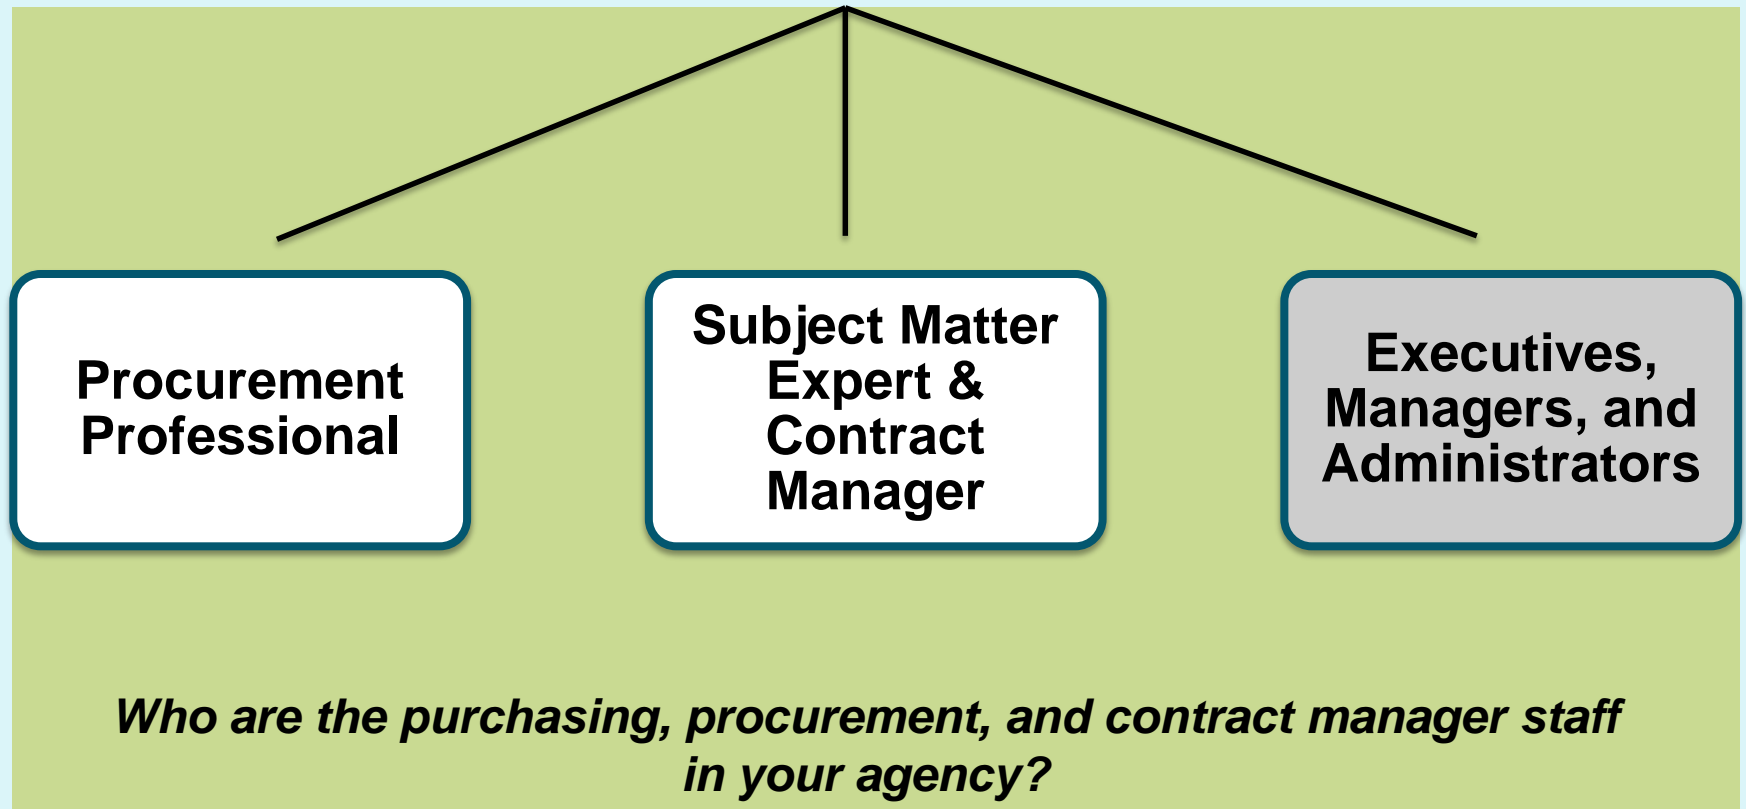 Procurement
Professional
Subject Matter
Expert &
Contract
Manager
Executives,
Managers, and
Administrators
Who are the purchasing, procurement, and contract manager staff
in your agency?